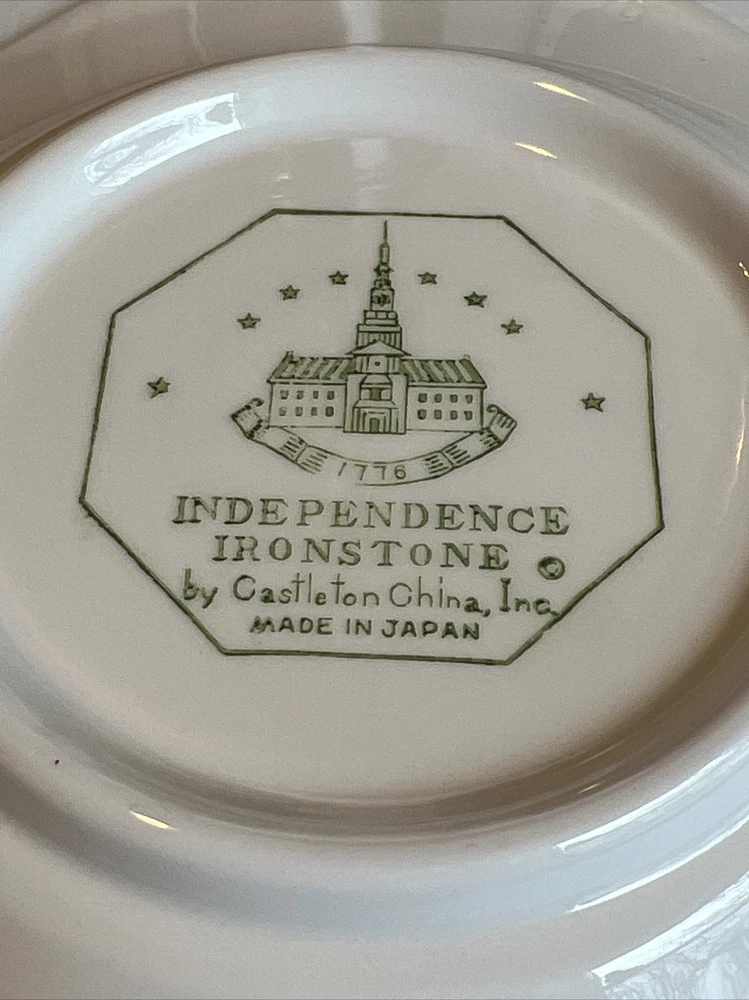 1776
INDEPENDENCE
IRONSTONE ©
by Castleton China, Inc.
MADE IN JAPAN